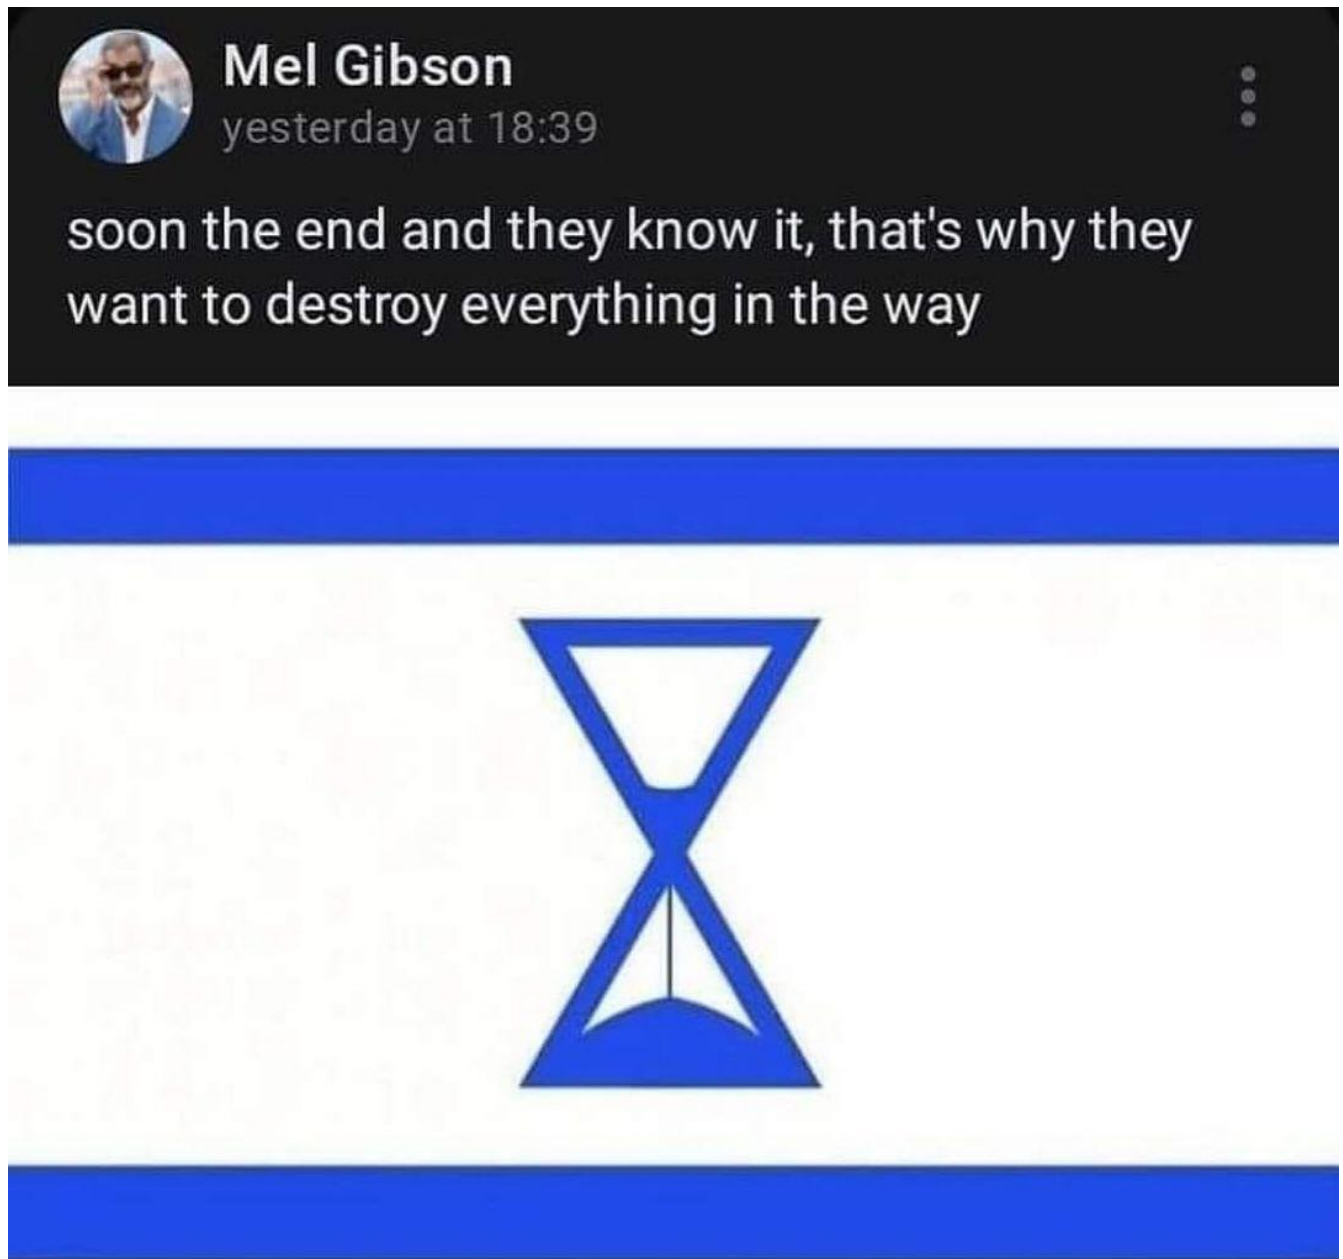 Mel Gibson
yesterday at 18:39
soon the end and they know it, that's why they
want to destroy everything in the way